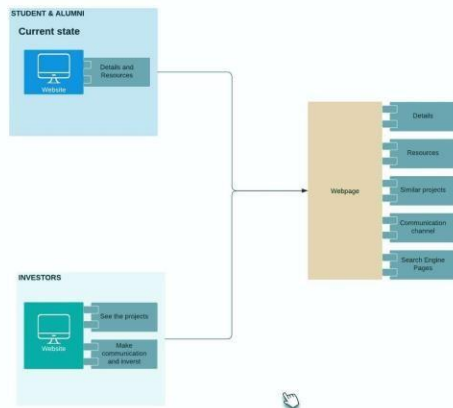 STUDENT & ALUMNI
Current state
Website
Details and
Resources
Webpage
Details
Resources
Similar projects
Communication
channel
Search Engine
Pages
INVESTORS
Website
See the projects
Make
communication
and inverst